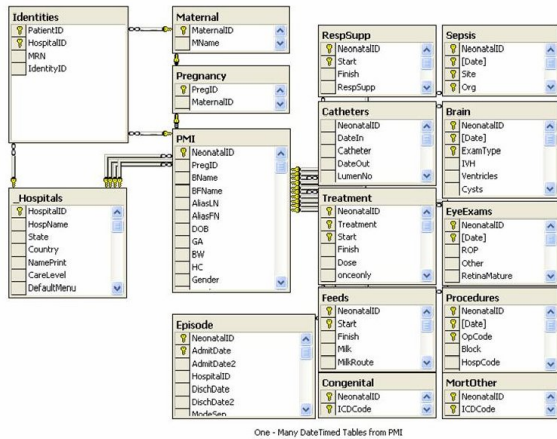 Identities
PatientID
HospitalID
MRN
IdentityID
Maternal
MaternalID
MName
Pregnancy
PregID
MaternalID
PMI
NeonatalID
PregID
BName
BFName
AliasLN
AliasFN
DOB
GA
BW
HC
Gender
_Hospitals
HospitalID
HospName
State
Country
NamePrint
CareLevel
DefaultMenu
Episode
NeonatalID
AdmitDate
AdmitDate2
HospitalID
DischDate
DischDate2
ModeSep
RespSupp
NeonatalID
Start
Finish
RespSupp
Catheters
NeonatalID
DateIn
Catheter
DateOut
LumenNo
Treatment
NeonatalID
Treatment
Start
Finish
Dose
onceonly
Feeds
NeonatalID
Start
Finish
Milk
MilkRoute
Congenital
NeonatalID
ICDCode
Sepsis
NeonatalID
[Date]
Site
Org
Brain
NeonatalID
[Date]
ExamType
IVH
Ventricles
Cysts
EyeExams
NeonatalID
[Date]
ROP
Other
RetinaMature
Procedures
NeonatalID
[Date]
OpCode
Block
HospCode
MortOther
NeonatalID
ICDCode
One - Many DateTimed Tables from PMI